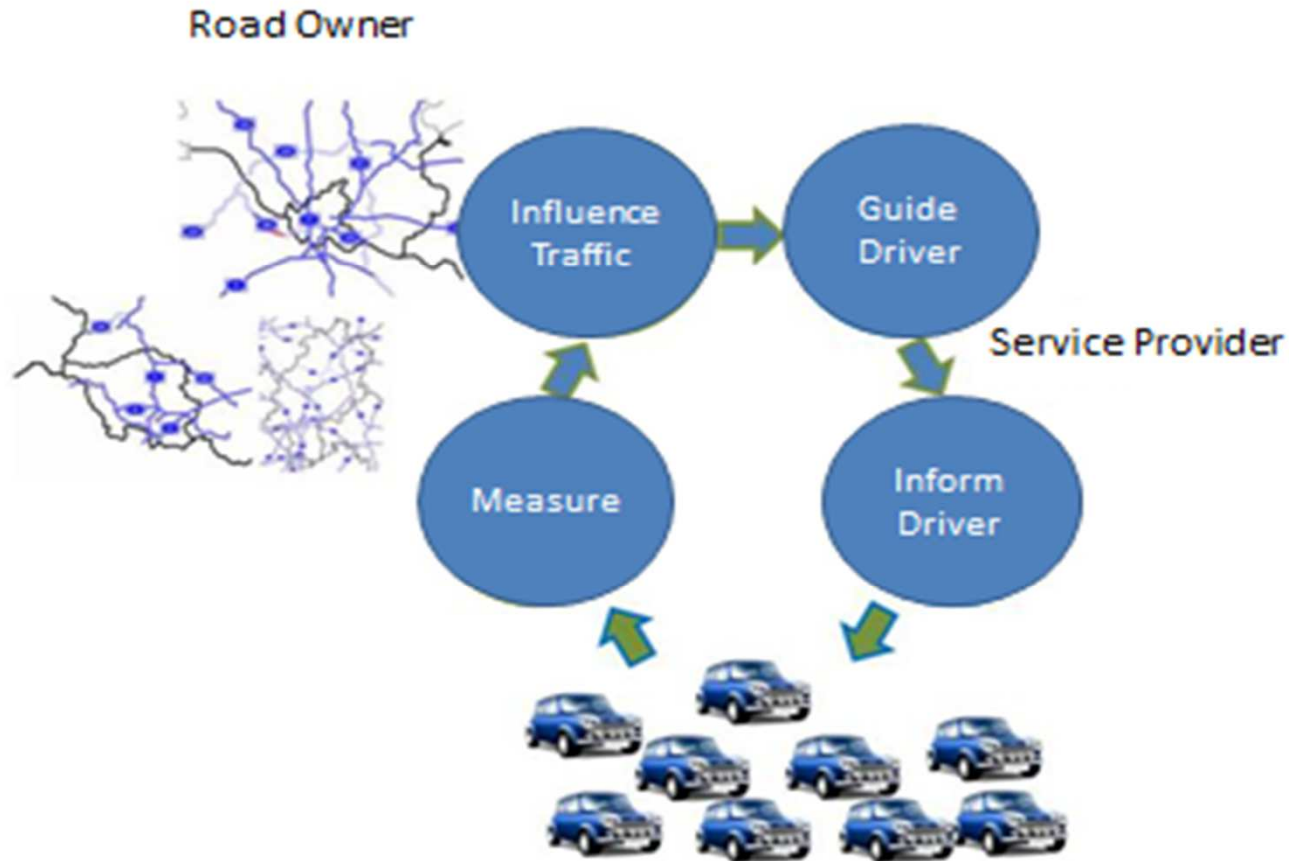 Road Owner
Influence
Traffic
Guide
Driver
Service Provider
Measure
Inform
Driver